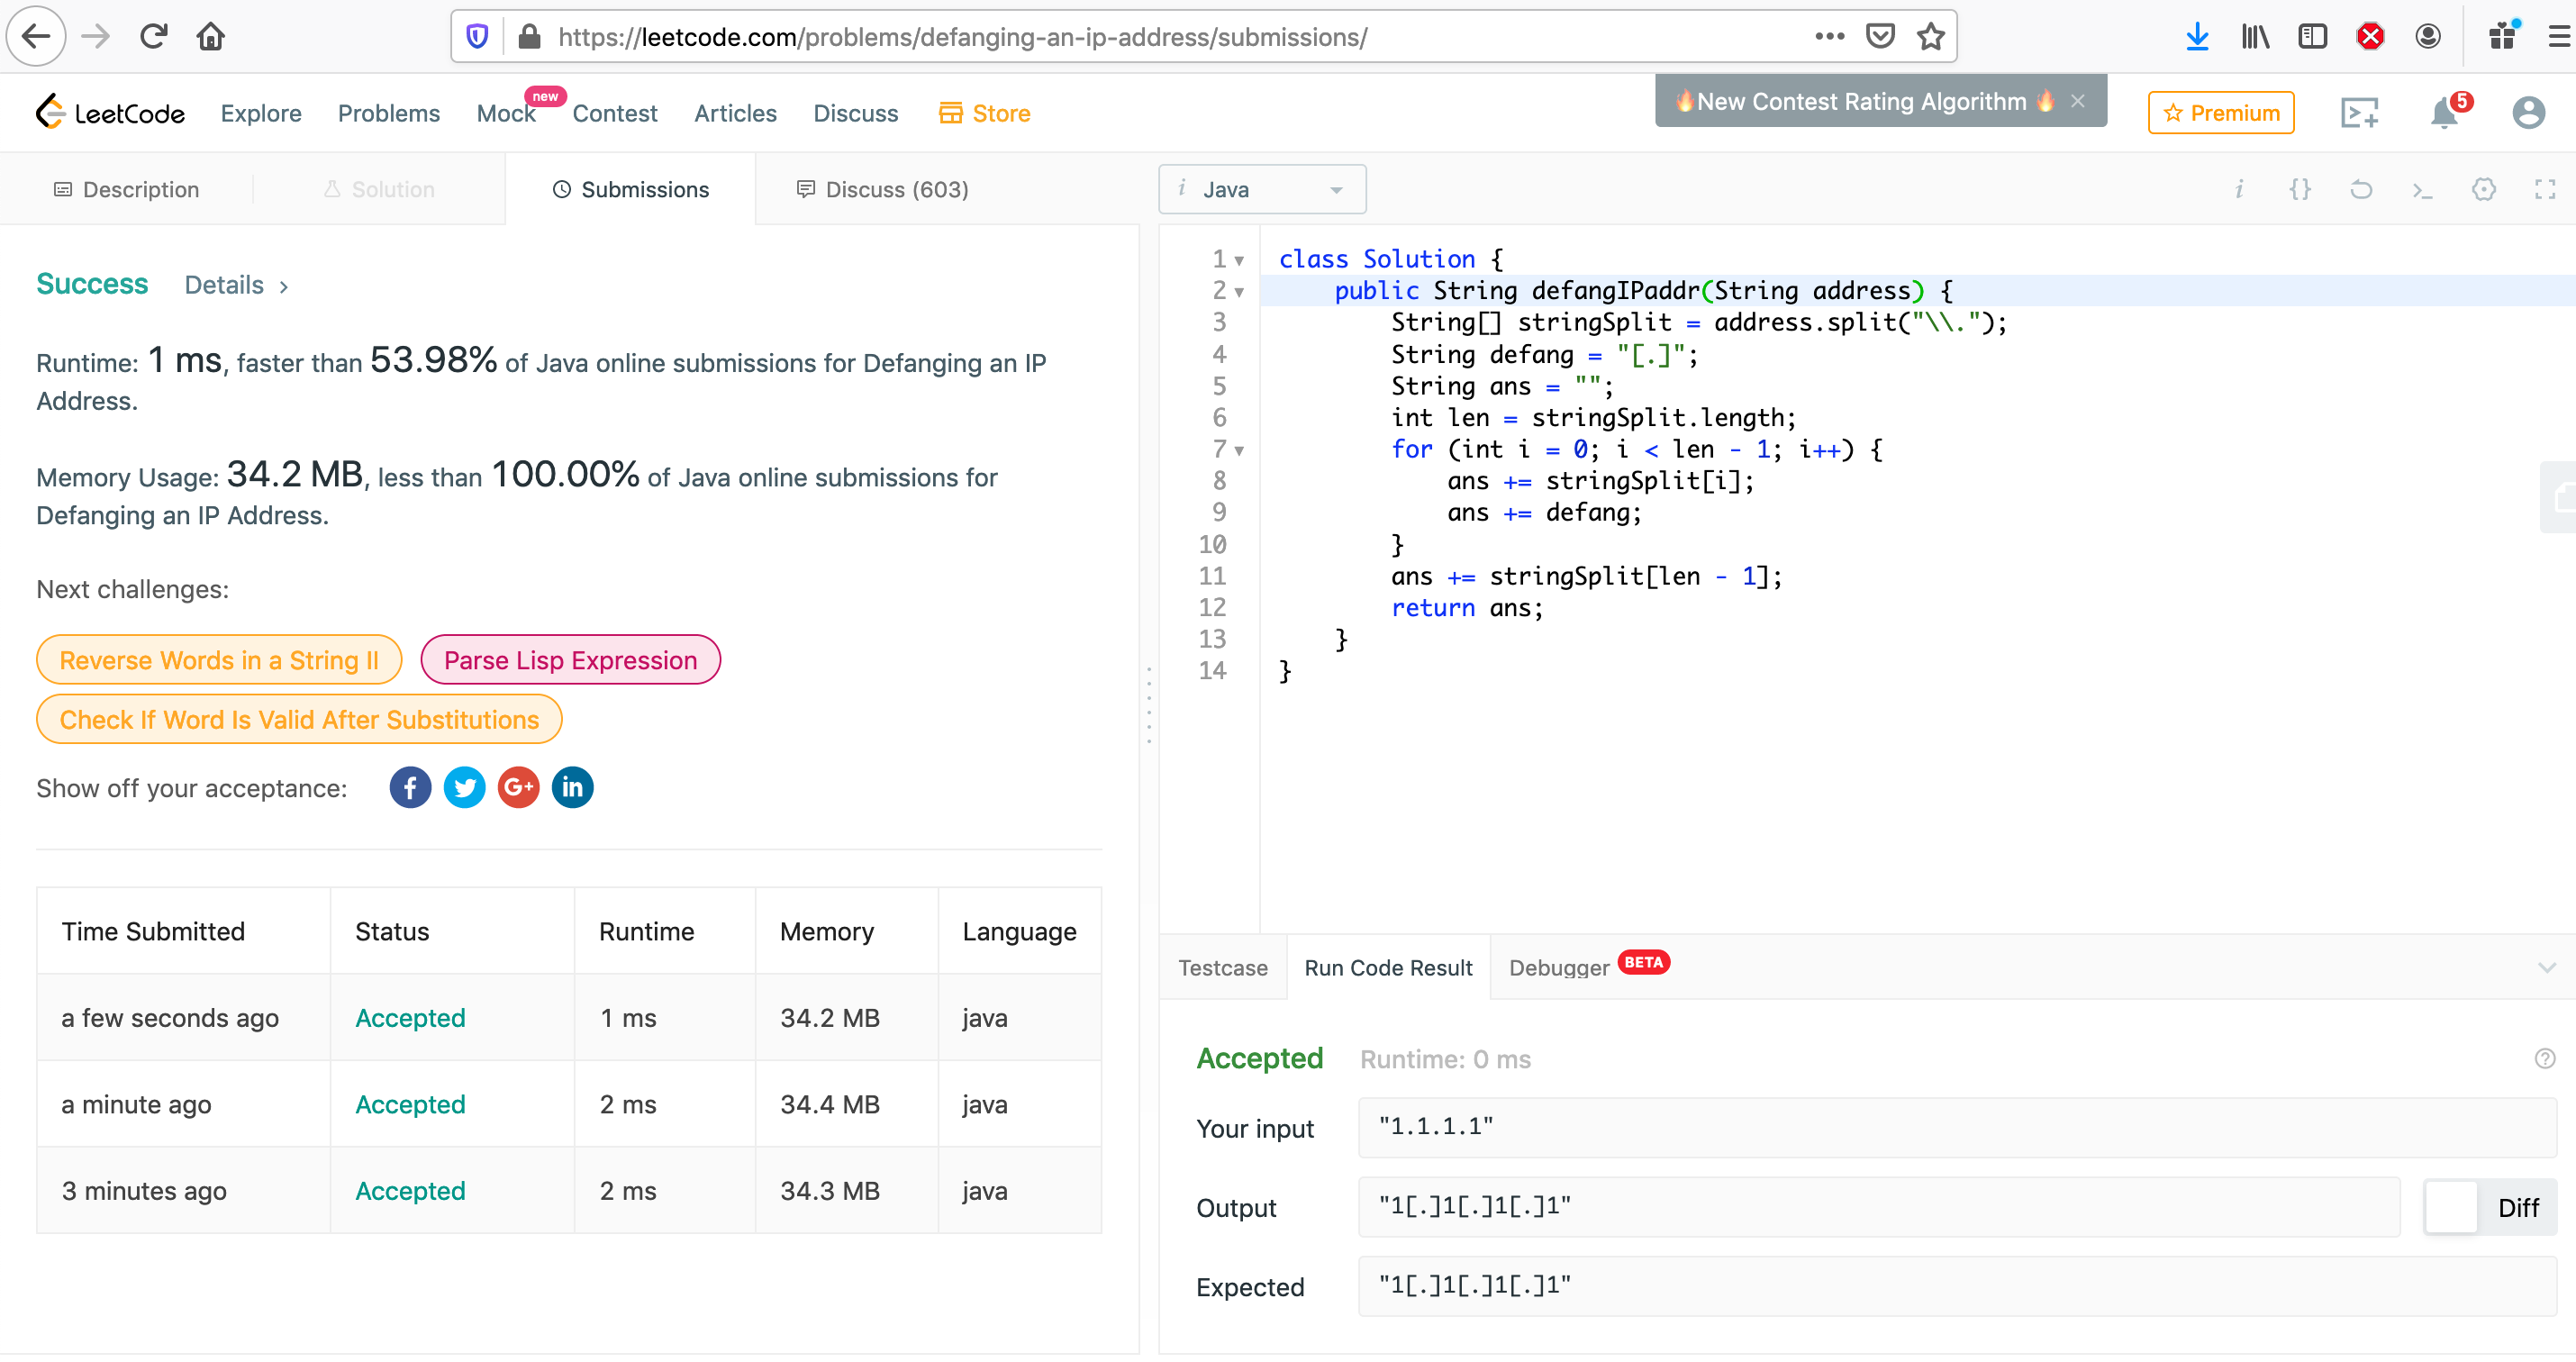 https://leetcode.com/problems/defanging-an-ip-address/submissions/
LeetCode Explore Problems Mock new Contest Articles Discuss Store
🔥New Contest Rating Algorithm 🔥 ×
Premium
5
Description Solution Submissions Discuss (603)
Success Details >
Runtime: 1 ms, faster than 53.98% of Java online submissions for Defanging an IP
Address.
Memory Usage: 34.2 MB, less than 100.00% of Java online submissions for
Defanging an IP Address.
Next challenges:
Reverse Words in a String II Parse Lisp Expression
Check If Word Is Valid After Substitutions
Show off your acceptance: f G+ in
Time Submitted Status Runtime Memory Language
a few seconds ago Accepted 1 ms 34.2 MB java
a minute ago Accepted 2 ms 34.4 MB java
3 minutes ago Accepted 2 ms 34.3 MB java
i Java
i {} >_
1 class Solution {
2 public String defangIPaddr(String address) {
3 String[] stringSplit = address.split("\\.");
4 String defang = "[.]";
5 String ans = "";
6 int len = stringSplit.length;
7 for (int i = 0; i < len - 1; i++) {
8 ans += stringSplit[i];
9 ans += defang;
10 }
11 ans += stringSplit[len - 1];
12 return ans;
13 }
14 }
Testcase Run Code Result Debugger BETA
Accepted Runtime: 0 ms ?
Your input "1.1.1.1"
Output "1[.]1[.]1[.]1" Diff
Expected "1[.]1[.]1[.]1"